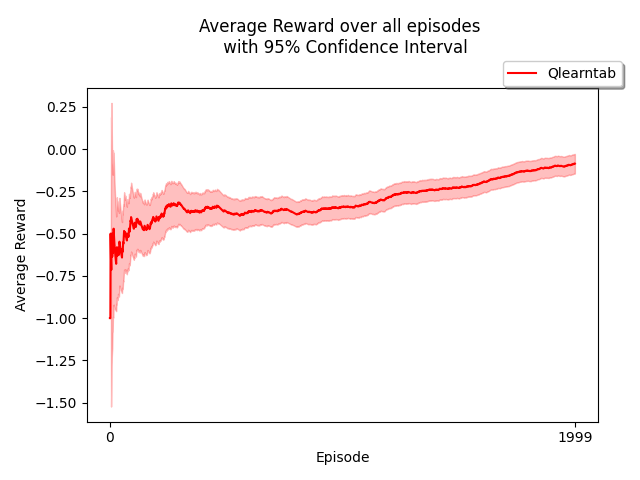 Average Reward over all episodes
with 95% Confidence Interval
Qlearntab
0.25
0.00
−0.25
−0.50
−0.75
−1.00
−1.25
−1.50
Average Reward
0
1999
Episode